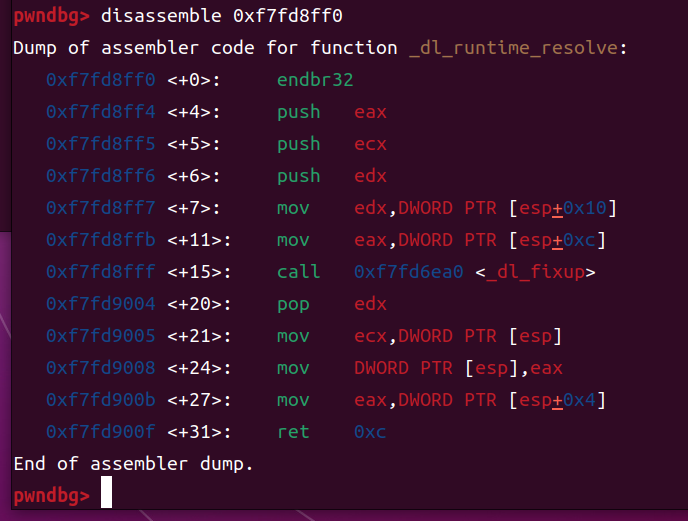 pwndbg> disassemble 0xf7fd8ff0
Dump of assembler code for function _dl_runtime_resolve:
   0xf7fd8ff0 <+0>:     endbr32
   0xf7fd8ff4 <+4>:     push   eax
   0xf7fd8ff5 <+5>:     push   ecx
   0xf7fd8ff6 <+6>:     push   edx
   0xf7fd8ff7 <+7>:     mov    edx,DWORD PTR [esp+0x10]
   0xf7fd8ffb <+11>:    mov    eax,DWORD PTR [esp+0xc]
   0xf7fd8fff <+15>:    call   0xf7fd6ea0 <_dl_fixup>
   0xf7fd9004 <+20>:    pop    edx
   0xf7fd9005 <+21>:    mov    ecx,DWORD PTR [esp]
   0xf7fd9008 <+24>:    mov    DWORD PTR [esp],eax
   0xf7fd900b <+27>:    mov    eax,DWORD PTR [esp+0x4]
   0xf7fd900f <+31>:    ret    0xc
End of assembler dump.
pwndbg>